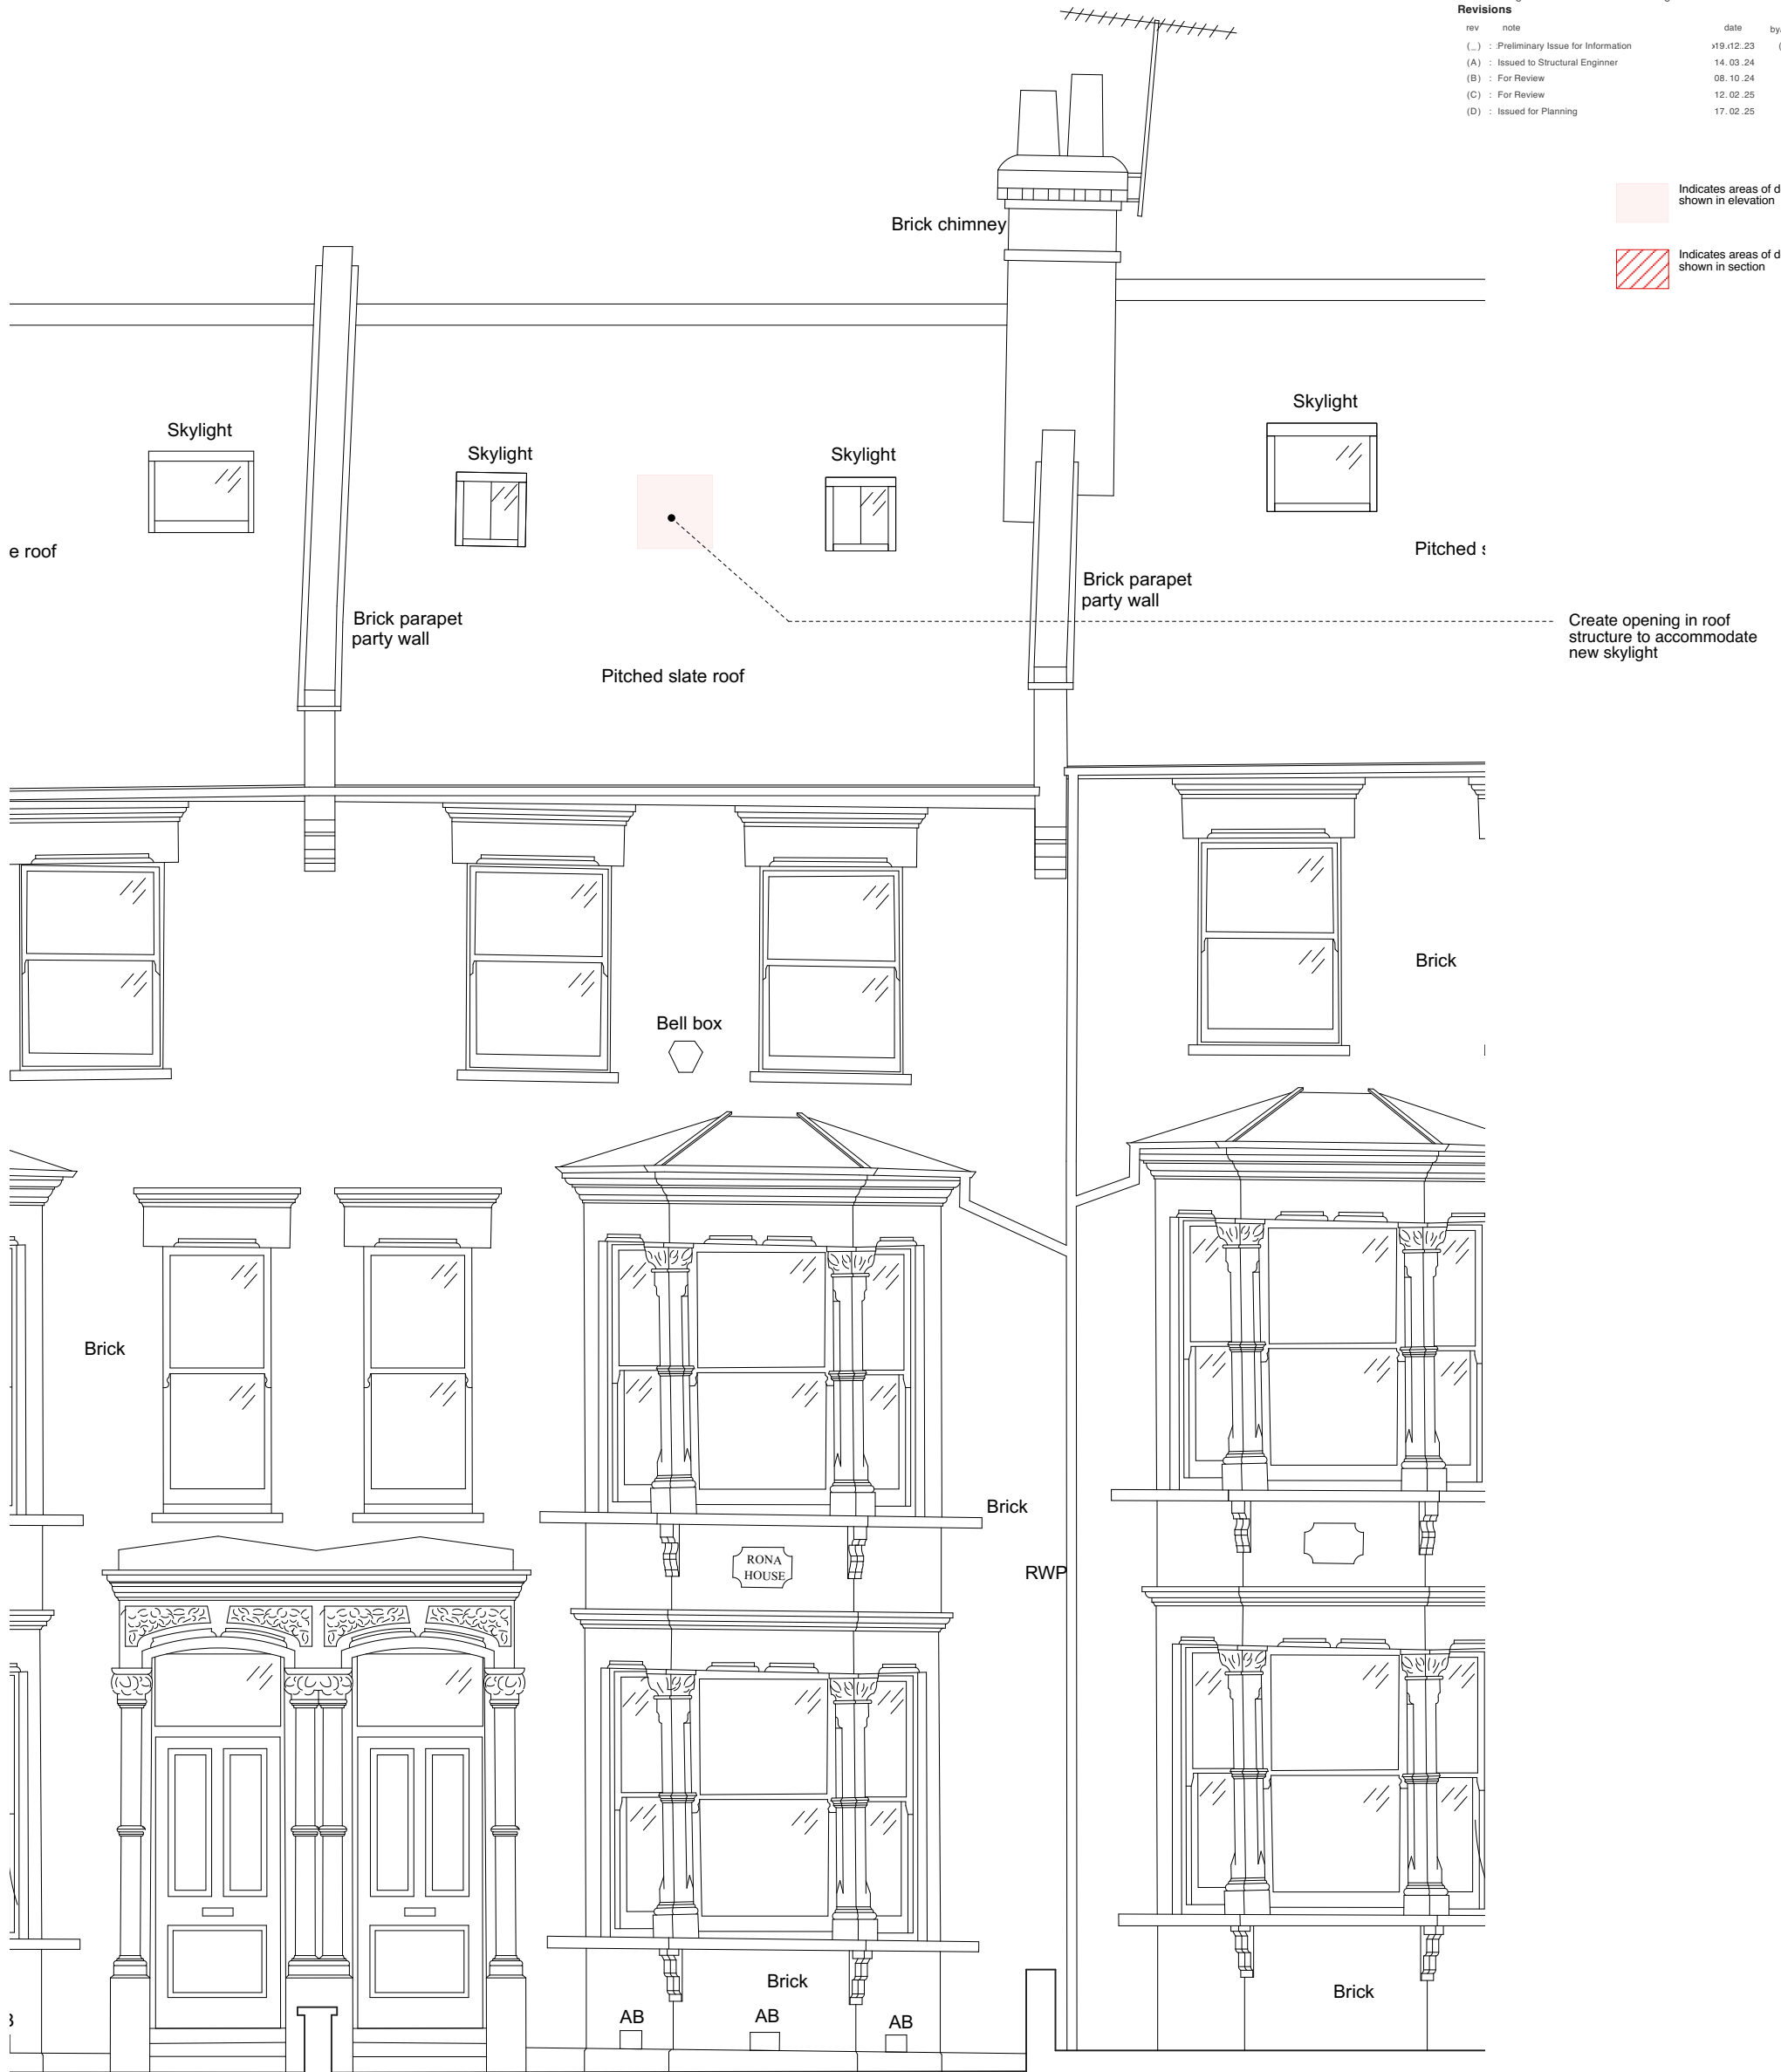 Revisions
rev note date
(_) : Preliminary Issue for Information 19.12.23
(A) : Issued to Structural Enginner 14.03.24
(B) : For Review 08.10.24
(C) : For Review 12.02.25
(D) : Issued for Planning 17.02.25
Indicates areas of
shown in elevation
Indicates areas of
shown in section
Brick chimney
Skylight
Skylight
Skylight
Skylight
roof
Pitched
Brick parapet
party wall
Brick parapet
party wall
Create opening in roof
structure to accommodate
new skylight
Pitched slate roof
Brick
Bell box
Brick
Brick
RONA
HOUSE
RWP
Brick
Brick
AB
AB
AB